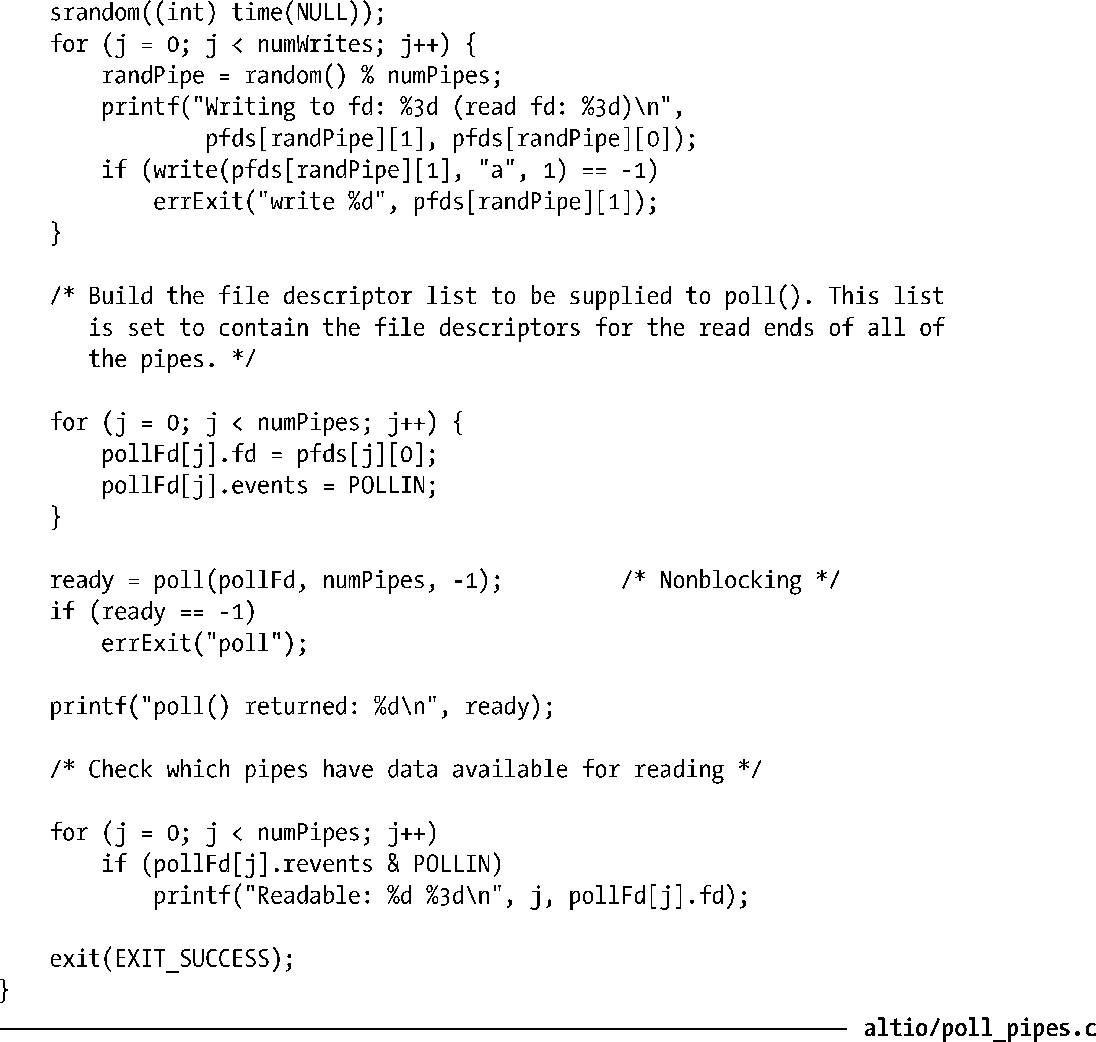 srandom((int) time(NULL));
    for (j = 0; j < numWrites; j++) {
        randPipe = random() % numPipes;
        printf("Writing to fd: %3d (read fd: %3d)\n",
                pfds[randPipe][1], pfds[randPipe][0]);
        if (write(pfds[randPipe][1], "a", 1) == -1)
            errExit("write %d", pfds[randPipe][1]);
    }

    /* Build the file descriptor list to be supplied to poll(). This list
       is set to contain the file descriptors for the read ends of all of
       the pipes. */

    for (j = 0; j < numPipes; j++) {
        pollFd[j].fd = pfds[j][0];
        pollFd[j].events = POLLIN;
    }

    ready = poll(pollFd, numPipes, -1);         /* Nonblocking */
    if (ready == -1)
        errExit("poll");

    printf("poll() returned: %d\n", ready);

    /* Check which pipes have data available for reading */

    for (j = 0; j < numPipes; j++)
        if (pollFd[j].revents & POLLIN)
            printf("Readable: %d %3d\n", j, pollFd[j].fd);

    exit(EXIT_SUCCESS);
}
altio/poll_pipes.c